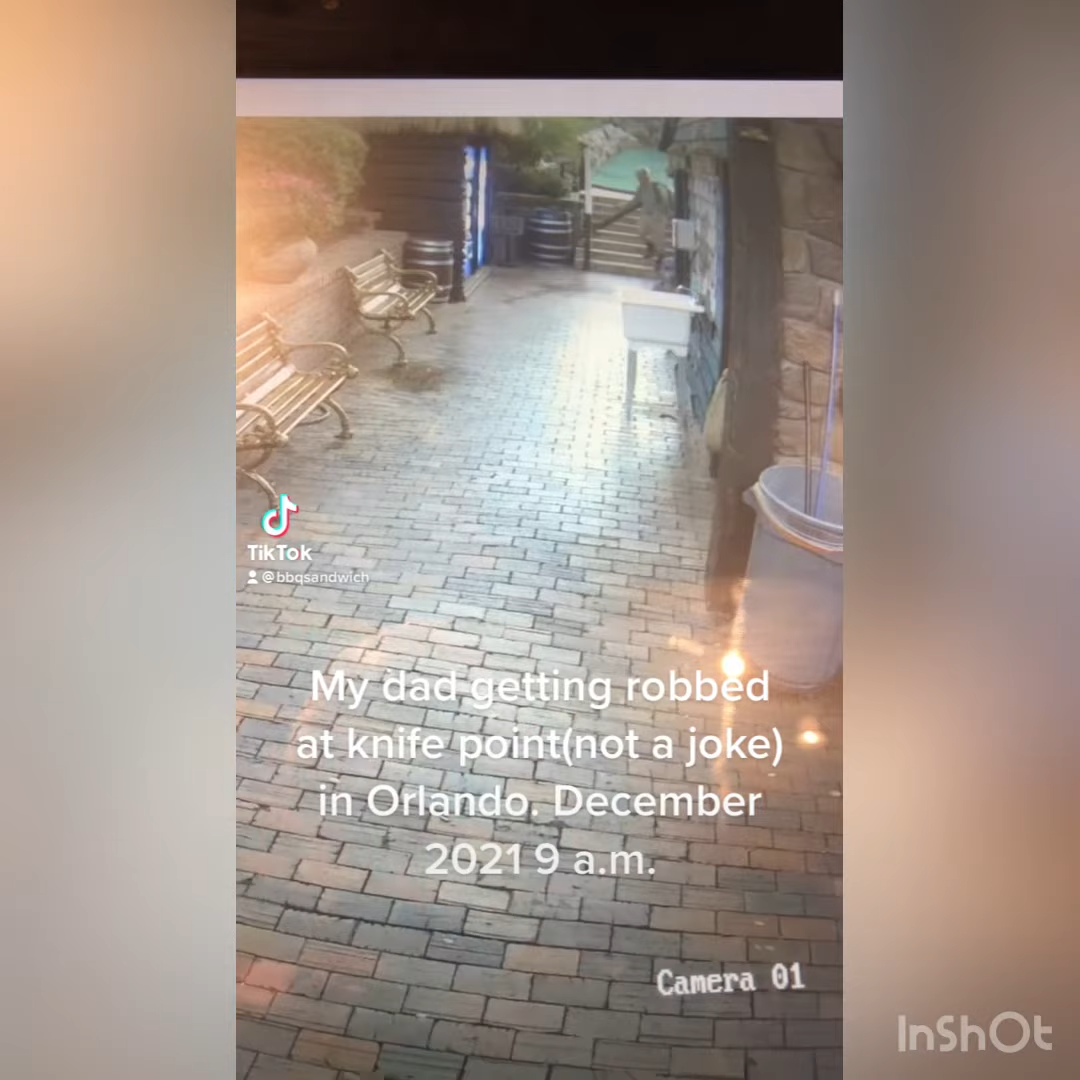 TikTok
@bbqsandwich
My dad getting robbed
at knife point(not a joke)
in Orlando. December
2021 9 a.m.
Camera 01
InShOt